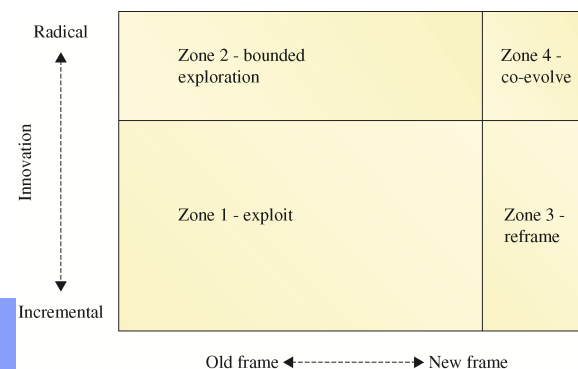 Radical
Zone 2 - bounded
exploration
Zone 4 -
co-evolve
Innovation
Zone 1 - exploit
Zone 3 -
reframe
Incremental
Old frame
New frame